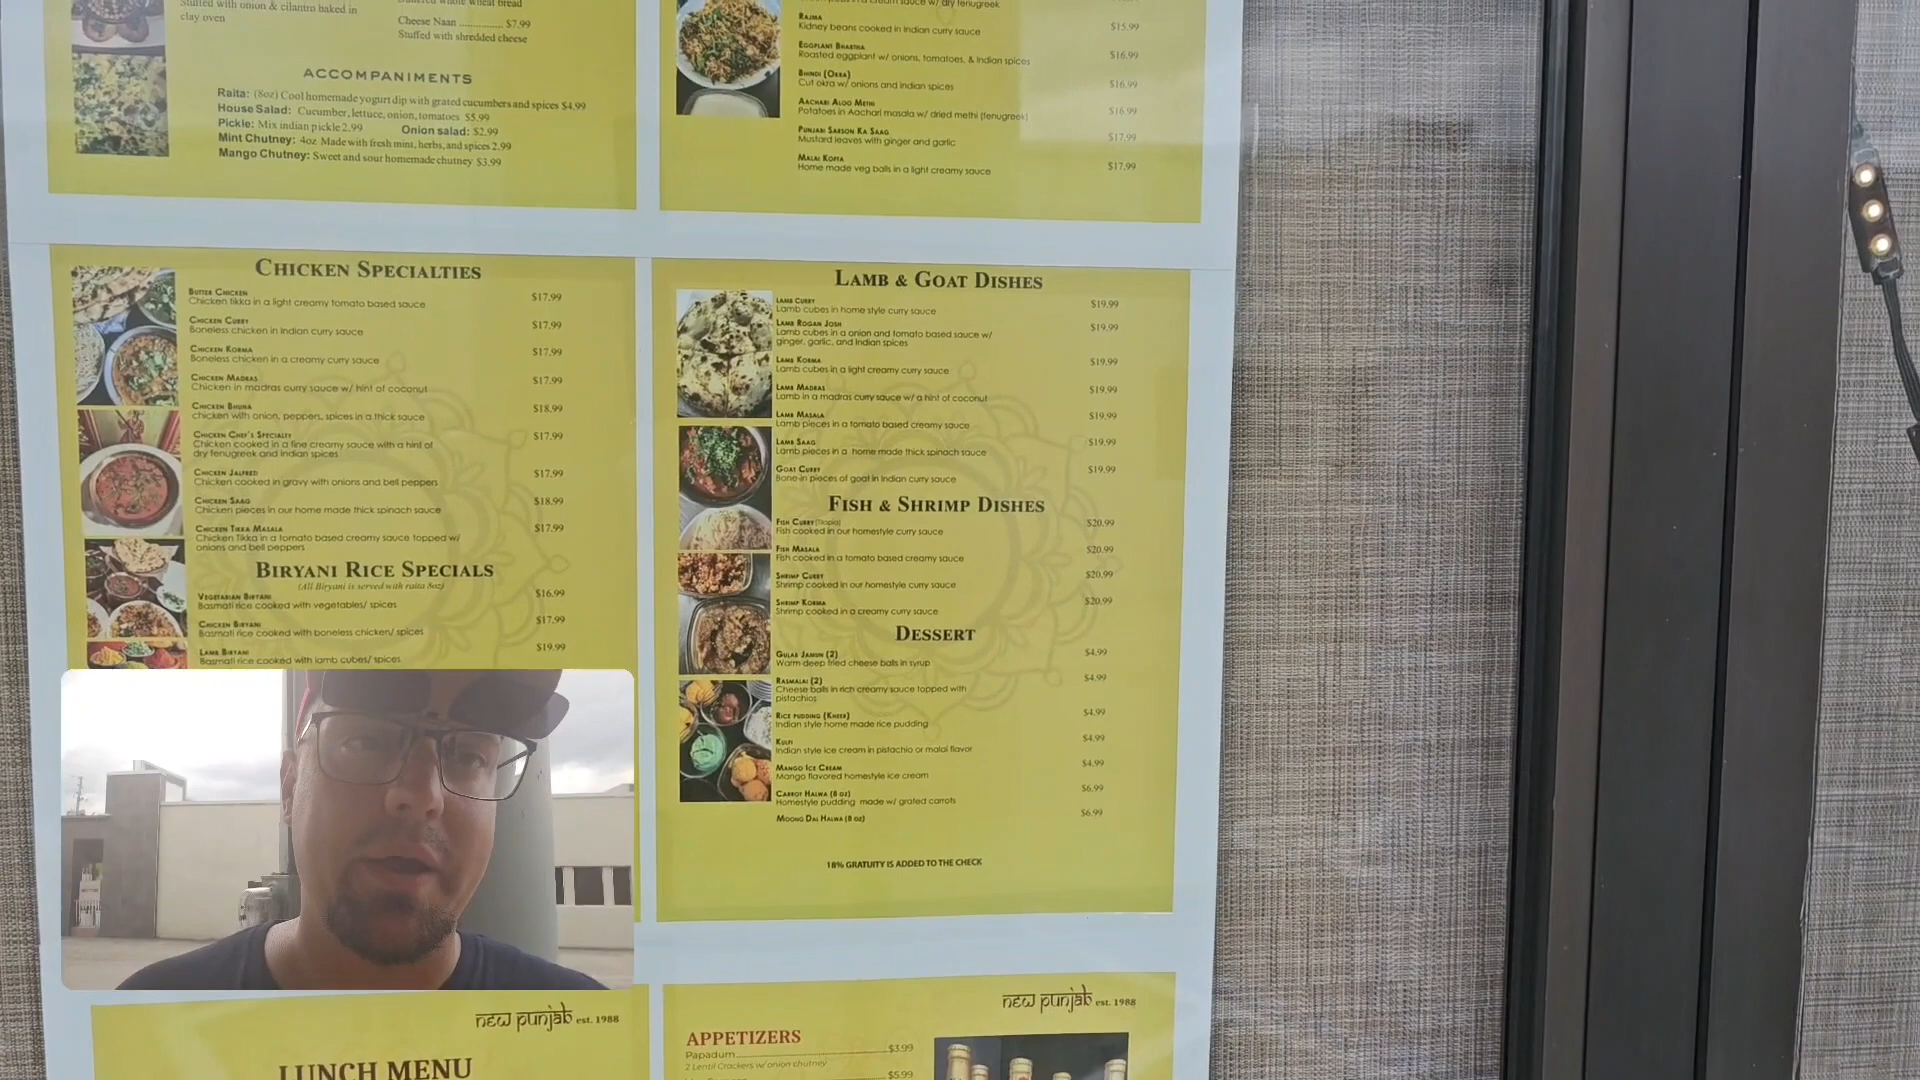 Stuffed with onion & cilantro baked in
clay oven
whole wheat bread
Cheese Naan ............ $7.99
Stuffed with shredded cheese
ACCOMPANIMENTS
Raita: (8oz) Cool homemade yogurt dip with grated cucumbers and spices $4.99
House Salad: Cucumber, lettuce, onion, tomatoes $5.99
Pickle: Mix indian pickle 2.99 Onion salad: $2.99
Mint Chutney: 4oz Made with fresh mint, herbs, and spices 2.99
Mango Chutney: Sweet and sour homemade chutney $3.99
cream sauce w/ dry fenugreek
Rajma $15.99
Kidney beans cooked in Indian curry sauce
Eggplant Bhartha $16.99
Roasted eggplant w/ onions, tomatoes, & Indian spices
Bhindi (Okra) $16.99
Cut okra w/ onions and indian spices
Aachari Aloo Methi $16.99
Potatoes in Aachari masala w/ dried methi (fenugreek)
Punjabi Sarson Ka Saag $17.99
Mustard leaves with ginger and garlic
Malai Kofta $17.99
Home made veg balls in a light creamy sauce
Chicken Specialties
Butter Chicken $17.99
Chicken tikka in a light creamy tomato based sauce
Chicken Curry $17.99
Boneless chicken in Indian curry sauce
Chicken Korma $17.99
Boneless chicken in a creamy curry sauce
Chicken Madras $17.99
Chicken in madras curry sauce w/ hint of coconut
Chicken Bhuna $18.99
chicken with onion, peppers, spices in a thick sauce
Chicken Chef's Specialty $17.99
Chicken cooked in a fine creamy sauce with a hint of
dry fenugreek and indian spices
Chicken Jalfred $17.99
Chicken cooked in gravy with onions and bell peppers
Chicken Saag $18.99
Chicken pieces in our home made thick spinach sauce
Chicken Tikka Masala $17.99
Chicken Tikka in a tomato based creamy sauce topped w/
onions and bell peppers
Biryani Rice Specials
(All Biryani is served with raita 8oz)
Vegetarian Biryani $16.99
Basmati rice cooked with vegetables/ spices
Chicken Biryani $17.99
Basmati rice cooked with boneless chicken/ spices
Lamb Biryani $19.99
Basmati rice cooked with lamb cubes/ spices
Lamb & Goat Dishes
Lamb Curry $19.99
Lamb cubes in home style curry sauce
Lamb Rogan Josh $19.99
Lamb cubes in a onion and tomato based sauce w/
ginger, garlic, and Indian spices
Lamb Korma $19.99
Lamb cubes in a light creamy curry sauce
Lamb Madras $19.99
Lamb in a madras curry sauce w/ a hint of coconut
Lamb Masala $19.99
Lamb pieces in a tomato based creamy sauce
Lamb Saag $19.99
Lamb pieces in a home made thick spinach sauce
Goat Curry $19.99
Bone-in pieces of goat in Indian curry sauce
Fish & Shrimp Dishes
Fish Curry (Tilapia) $20.99
Fish cooked in our homestyle curry sauce
Fish Masala $20.99
Fish cooked in a tomato based creamy sauce
Shrimp Curry $20.99
Shrimp cooked in our homestyle curry sauce
Shrimp Korma $20.99
Shrimp cooked in a creamy curry sauce
Dessert
Gulab Jamun (2) $4.99
Warm deep fried cheese balls in syrup
Rasmalai (2) $4.99
Cheese balls in rich creamy sauce topped with
pistachios
Rice pudding (Kheer) $4.99
Indian style home made rice pudding
Kulfi $4.99
Indian style ice cream in pistachio or malai flavor
Mango Ice Cream $4.99
Mango flavored homestyle ice cream
Carrot Halwa (8 oz) $6.99
Homestyle pudding made w/ grated carrots
Moong Dal Halwa (8 oz) $6.99
18% GRATUITY IS ADDED TO THE CHECK
new punjab est. 1988
LUNCH MENU
new punjab est. 1988
APPETIZERS
Papadum $3.99
2 Lentil Crackers w/ onion chutney
$5.99